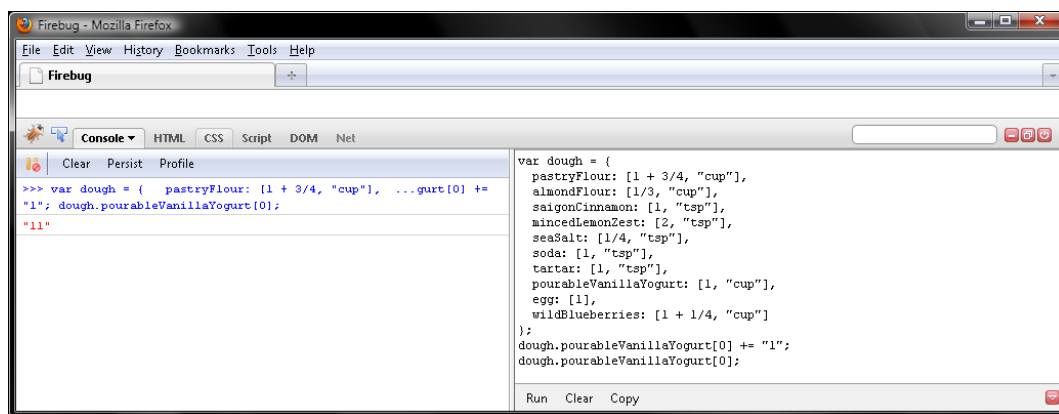 Firebug - Mozilla Firefox
File Edit View History Bookmarks Tools Help
Firebug
Console HTML CSS Script DOM Net
Clear Persist Profile
>>> var dough = {   pastryFlour: [1 + 3/4, "cup"],  ...gurt[0] +=
"1"; dough.pourableVanillaYogurt[0];
"11"
var dough = {
  pastryFlour: [1 + 3/4, "cup"],
  almondFlour: [1/3, "cup"],
  saigonCinnamon: [1, "tsp"],
  mincedLemonZest: [2, "tsp"],
  seaSalt: [1/4, "tsp"],
  soda: [1, "tsp"],
  tartar: [1, "tsp"],
  pourableVanillaYogurt: [1, "cup"],
  egg: [1],
  wildBlueberries: [1 + 1/4, "cup"]
};
dough.pourableVanillaYogurt[0] += "1";
dough.pourableVanillaYogurt[0];
Run Clear Copy